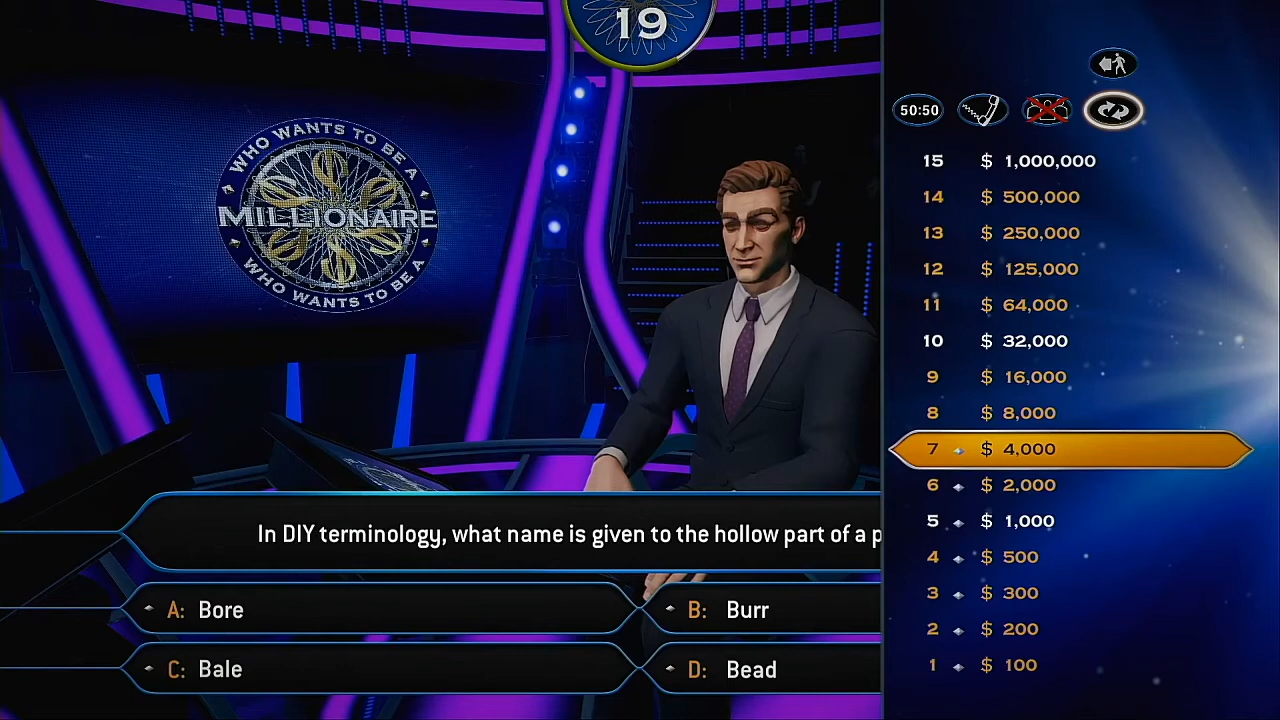 19
WHO WANTS TO BE A
MILLIONAIRE
WHO WANTS TO BE A
50:50
15 $ 1,000,000
14 $ 500,000
13 $ 250,000
12 $ 125,000
11 $ 64,000
10 $ 32,000
9 $ 16,000
8 $ 8,000
7 $ 4,000
6 $ 2,000
5 $ 1,000
4 $ 500
3 $ 300
2 $ 200
1 $ 100
In DIY terminology, what name is given to the hollow part of a p
A: Bore
B: Burr
C: Bale
D: Bead